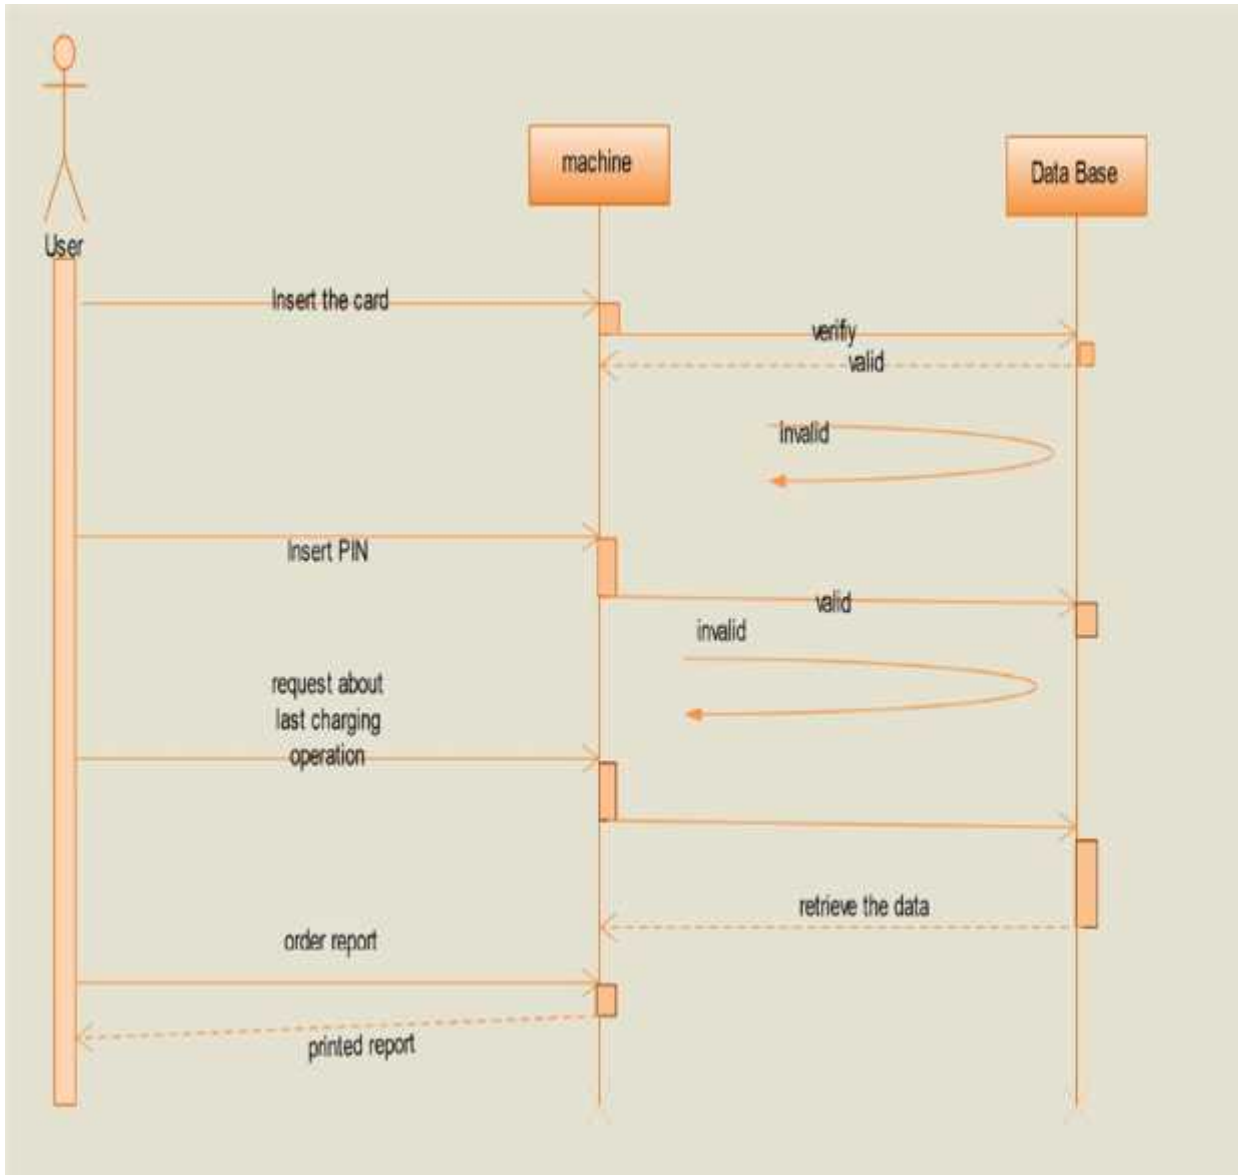 machine
Data Base
User
Insert the card
verifiy
valid
invalid
Insert PIN
valid
invalid
request about
last charging
operation
retrieve the data
order report
printed report